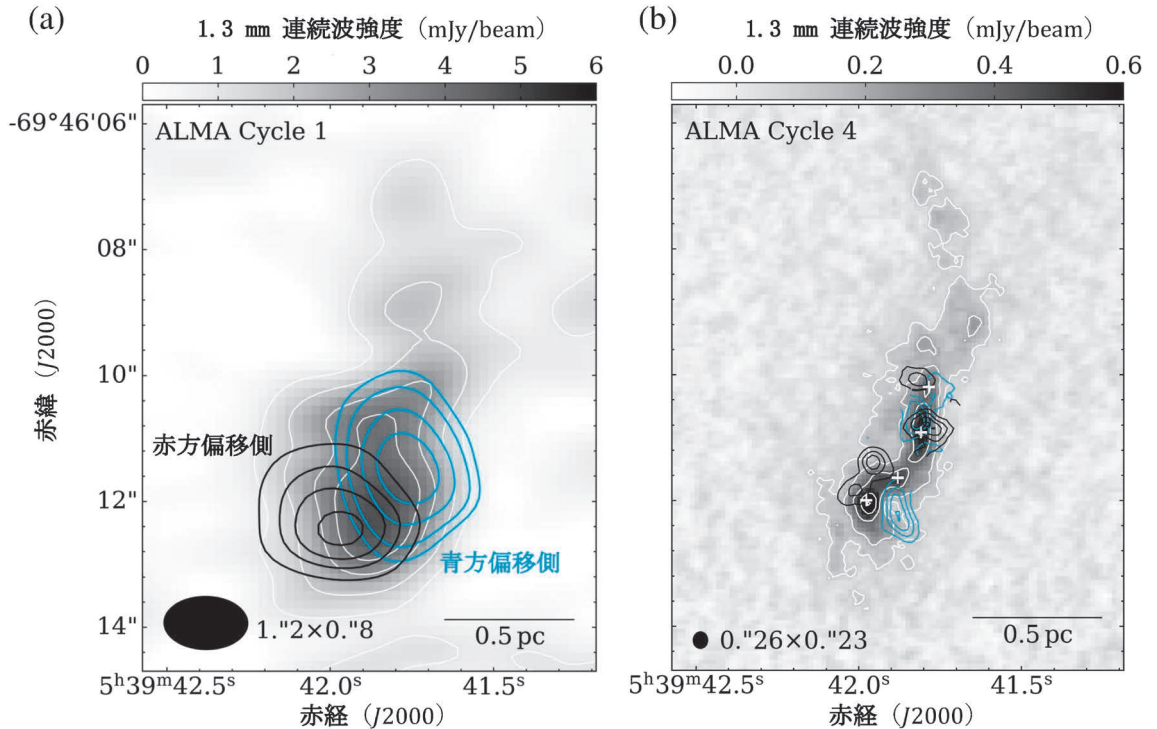 (a)
1.3 mm 連続波強度 (mJy/beam)
0 1 2 3 4 5 6
ALMA Cycle 1
-69°46'06"
08"
10"
12"
14"
赤緯 (J2000)
赤方偏移側
青方偏移側
1."2×0."8
0.5 pc
5ʰ39ᵐ42.5ˢ 42.0ˢ 41.5ˢ
赤経 (J2000)
(b)
1.3 mm 連続波強度 (mJy/beam)
0.0 0.2 0.4 0.6
ALMA Cycle 4
赤緯 (J2000)
0."26×0."23
0.5 pc
5ʰ39ᵐ42.5ˢ 42.0ˢ 41.5ˢ
赤経 (J2000)